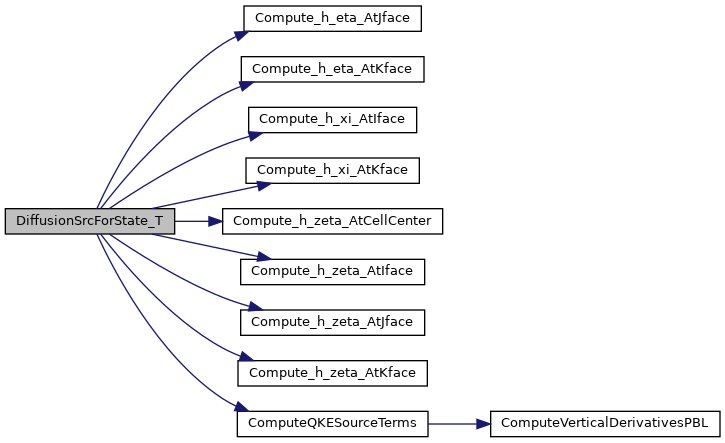 Compute_h_eta_AtJface
Compute_h_eta_AtKface
Compute_h_xi_AtIface
Compute_h_xi_AtKface
DiffusionSrcForState_T
Compute_h_zeta_AtCellCenter
Compute_h_zeta_AtIface
Compute_h_zeta_AtJface
Compute_h_zeta_AtKface
ComputeQKESourceTerms
ComputeVerticalDerivativesPBL